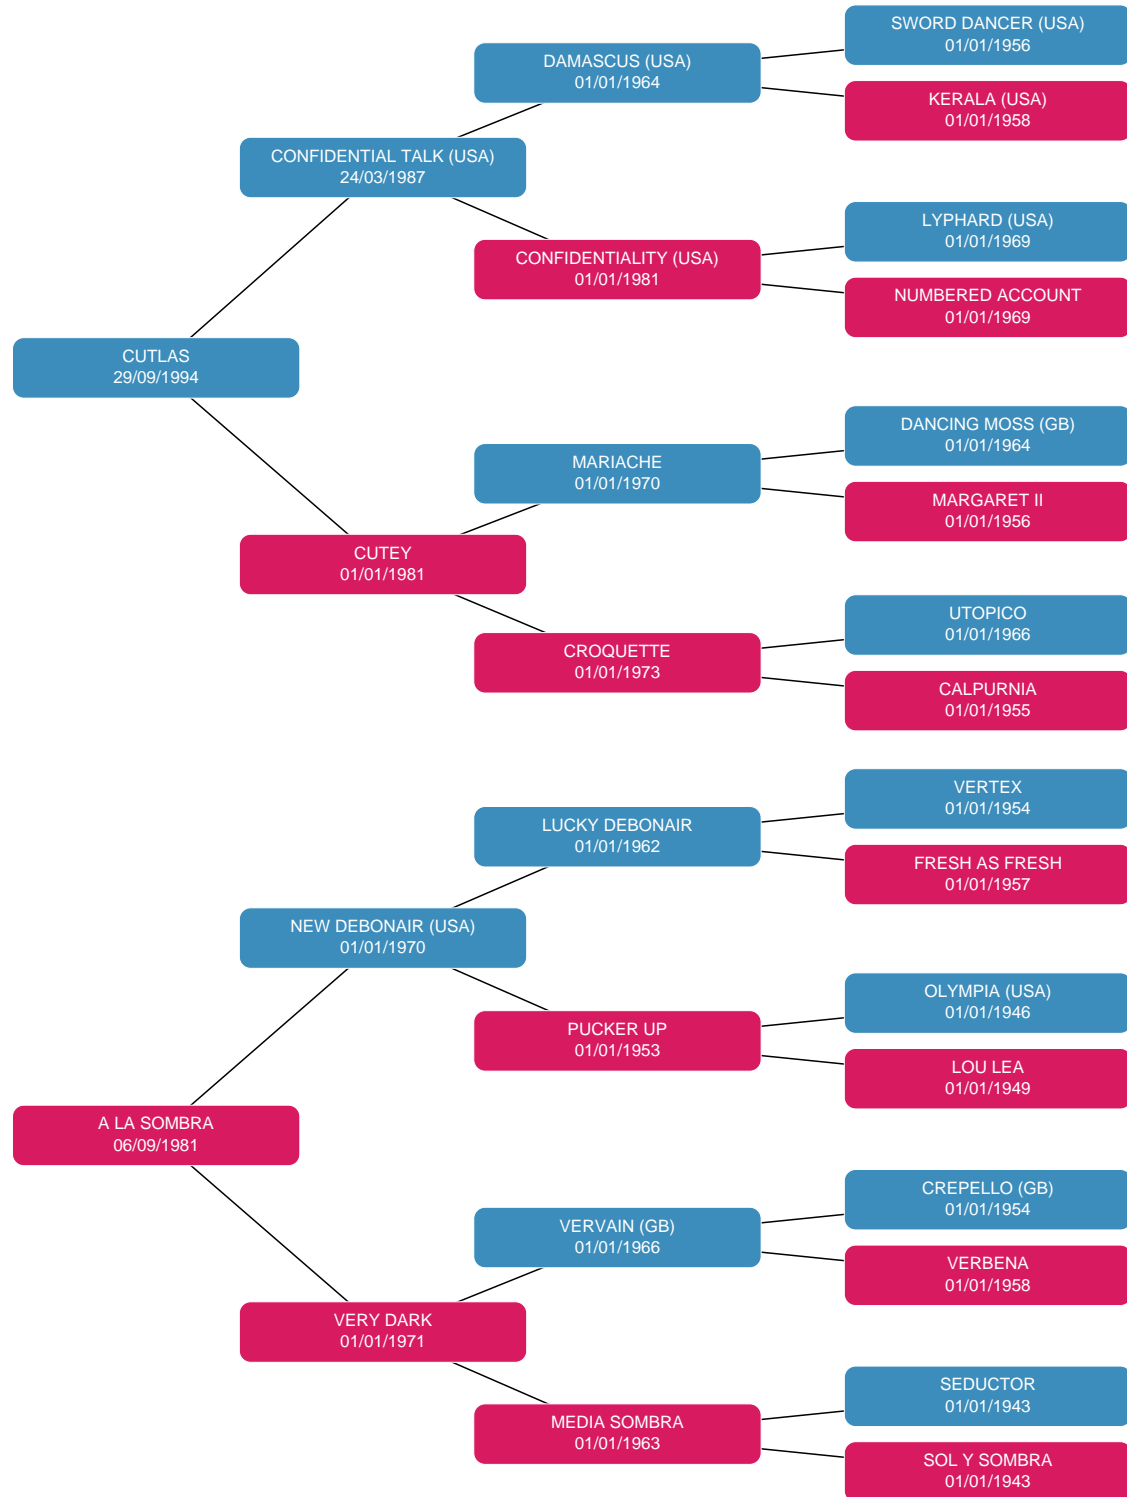 SWORD DANCER (USA)
01/01/1956
DAMASCUS (USA)
01/01/1964
KERALA (USA)
01/01/1958
CONFIDENTIAL TALK (USA)
24/03/1987
LYPHARD (USA)
01/01/1969
CONFIDENTIALITY (USA)
01/01/1981
NUMBERED ACCOUNT
01/01/1969
CUTLAS
29/09/1994
DANCING MOSS (GB)
01/01/1964
MARIACHE
01/01/1970
MARGARET II
01/01/1956
CUTEY
01/01/1981
UTOPICO
01/01/1966
CROQUETTE
01/01/1973
CALPURNIA
01/01/1955
VERTEX
01/01/1954
LUCKY DEBONAIR
01/01/1962
FRESH AS FRESH
01/01/1957
NEW DEBONAIR (USA)
01/01/1970
OLYMPIA (USA)
01/01/1946
PUCKER UP
01/01/1953
LOU LEA
01/01/1949
A LA SOMBRA
06/09/1981
CREPELLO (GB)
01/01/1954
VERVAIN (GB)
01/01/1966
VERBENA
01/01/1958
VERY DARK
01/01/1971
SEDUCTOR
01/01/1943
MEDIA SOMBRA
01/01/1963
SOL Y SOMBRA
01/01/1943